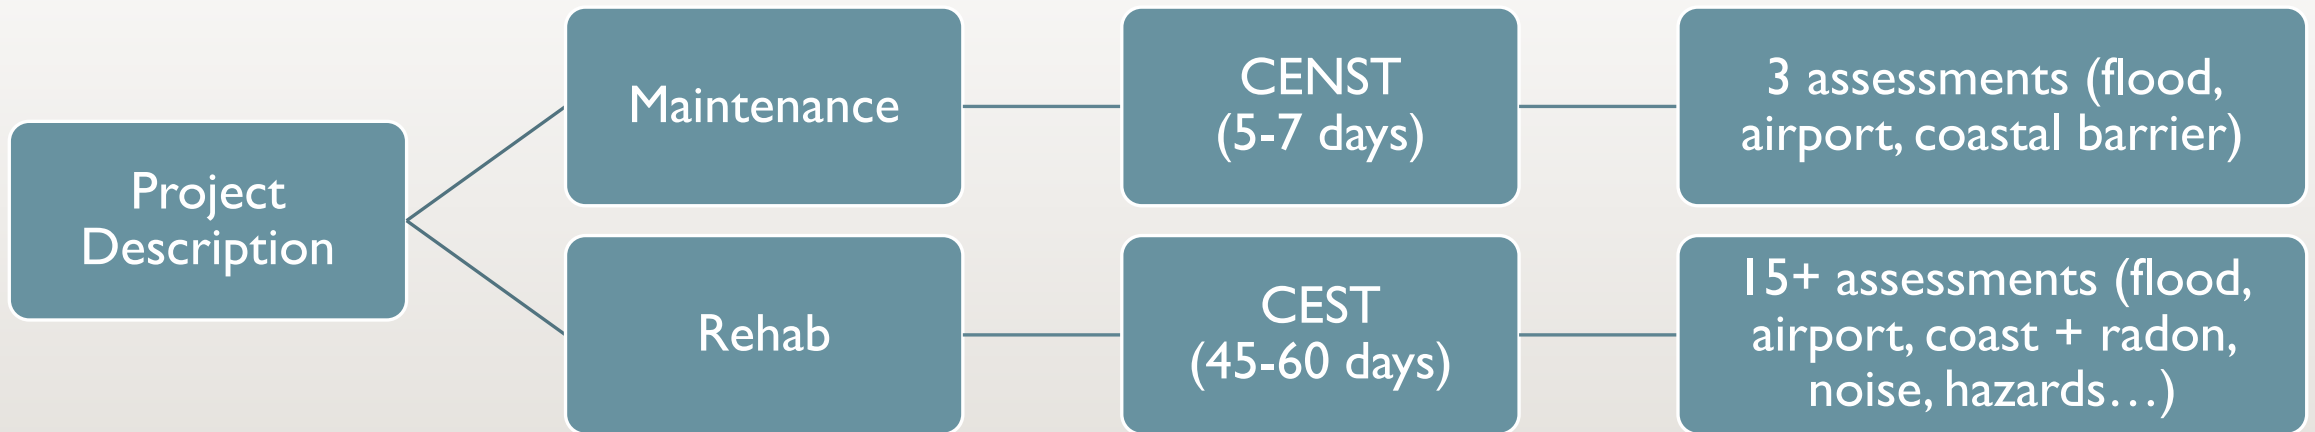 Project
Description
Maintenance
CENST
(5-7 days)
3 assessments (flood,
airport, coastal barrier)
Rehab
CEST
(45-60 days)
15+ assessments (flood,
airport, coast + radon,
noise, hazards…)